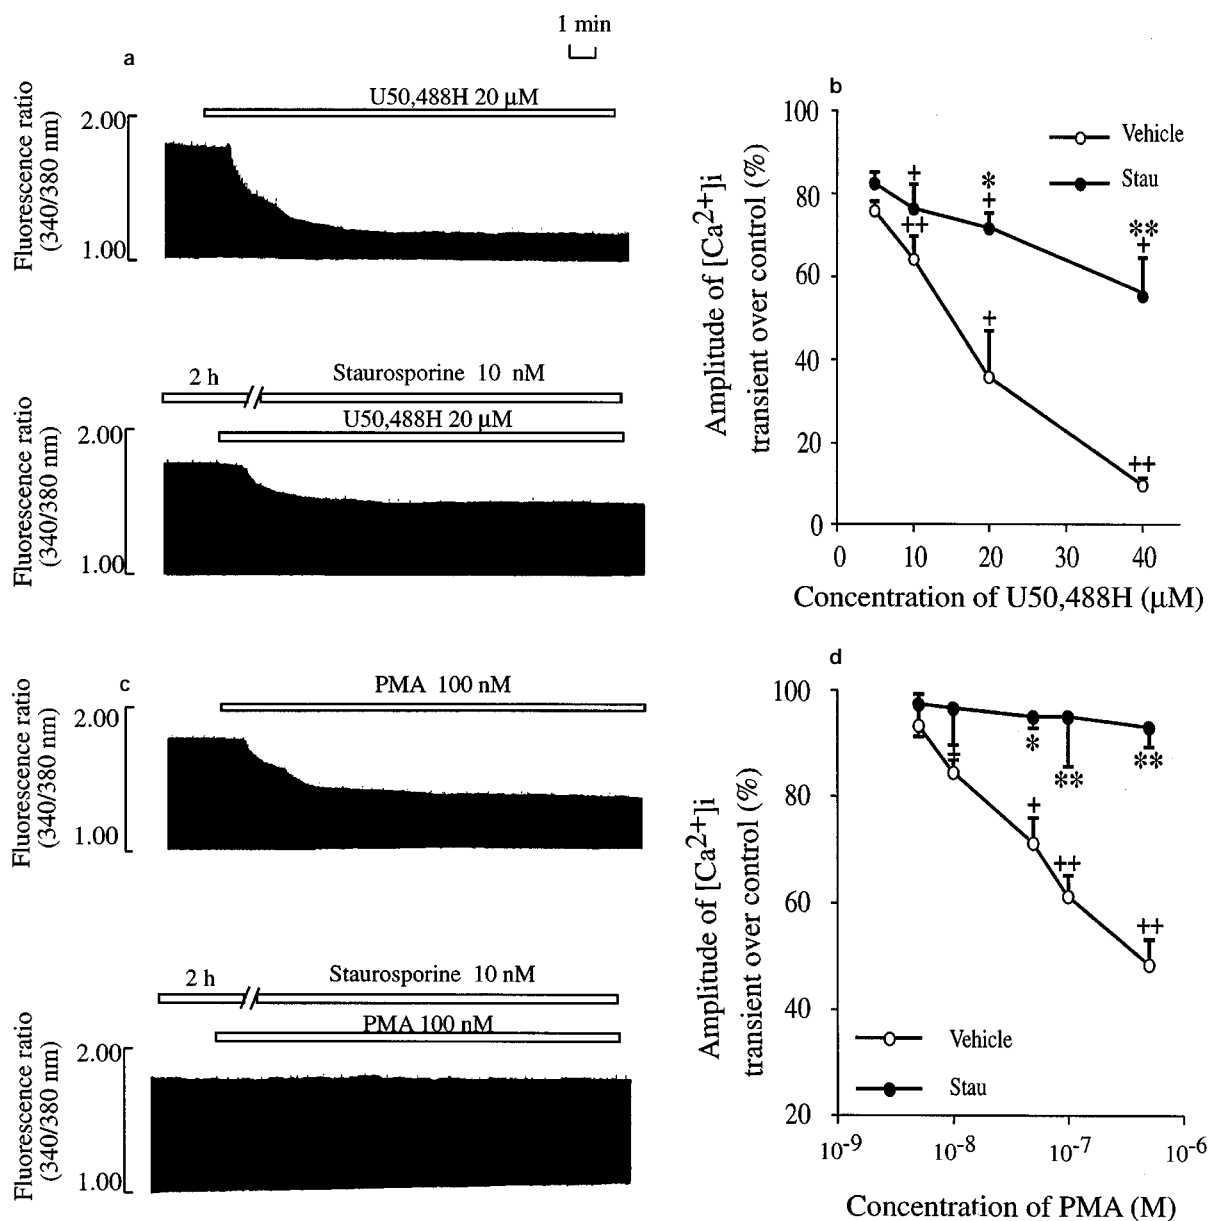 1 min
a
U50,488H 20 µM
Fluorescence ratio
(340/380 nm)
2.00
1.00
2 h
Staurosporine 10 nM
U50,488H 20 µM
Fluorescence ratio
(340/380 nm)
2.00
1.00
b
Amplitude of [Ca2+]i
transient over control (%)
100
80
60
40
20
0
Vehicle
Stau
+
++
*
+
+
**
+
++
0
10
20
30
40
Concentration of U50,488H (µM)
c
PMA 100 nM
Fluorescence ratio
(340/380 nm)
2.00
1.00
2 h
Staurosporine 10 nM
PMA 100 nM
Fluorescence ratio
(340/380 nm)
2.00
1.00
d
Amplitude of [Ca2+]i
transient over control (%)
100
80
60
40
20
+
*
+
**
++
**
++
Vehicle
Stau
10-9
10-8
10-7
10-6
Concentration of PMA (M)